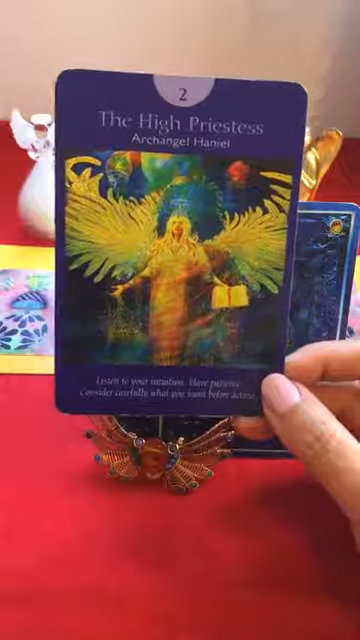 2
The High Priestess
Archangel Haniel
Listen to your intuition. Have patience.
Consider carefully what you want before acting.